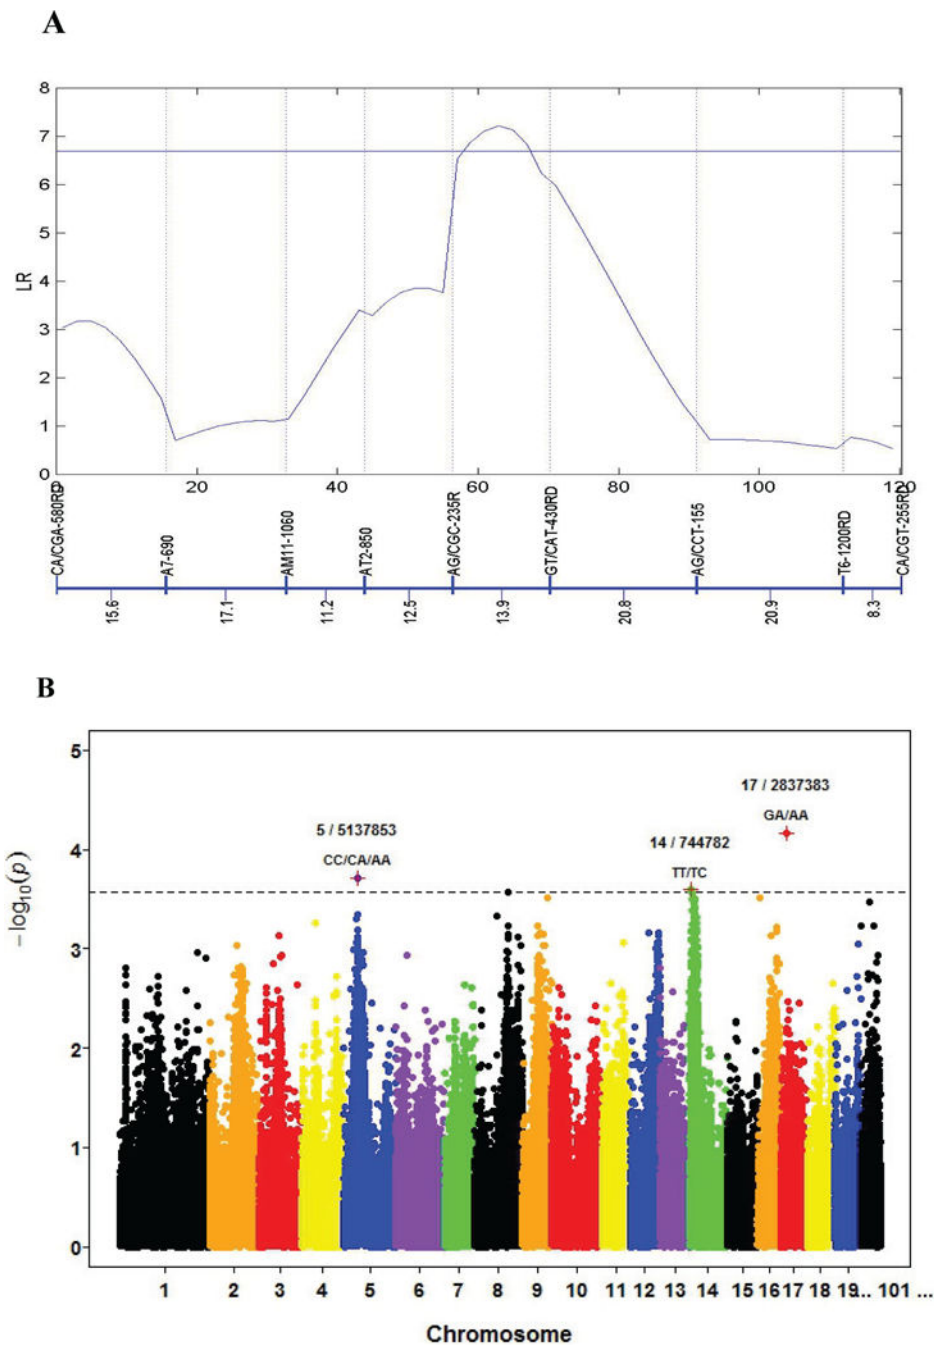 A
8
7
6
5
4
3
2
1
0
LR
20
40
60
80
100
120
CA/CGA-580RD
A7-690
AM11-1060
AT2-850
AG/CGC-235R
GT/CAT-430RD
AG/CCT-155
T6-1200RD
CA/CGT-255RD
15.6
17.1
11.2
12.5
13.9
20.8
20.9
8.3
B
5
4
3
2
1
0
−log10(p)
17 / 2837383
GA/AA
5 / 5137853
CC/CA/AA
14 / 744782
TT/TC
1 2 3 4 5 6 7 8 9 10 11 12 13 14 15 16 17 18 19... 101 ...
Chromosome